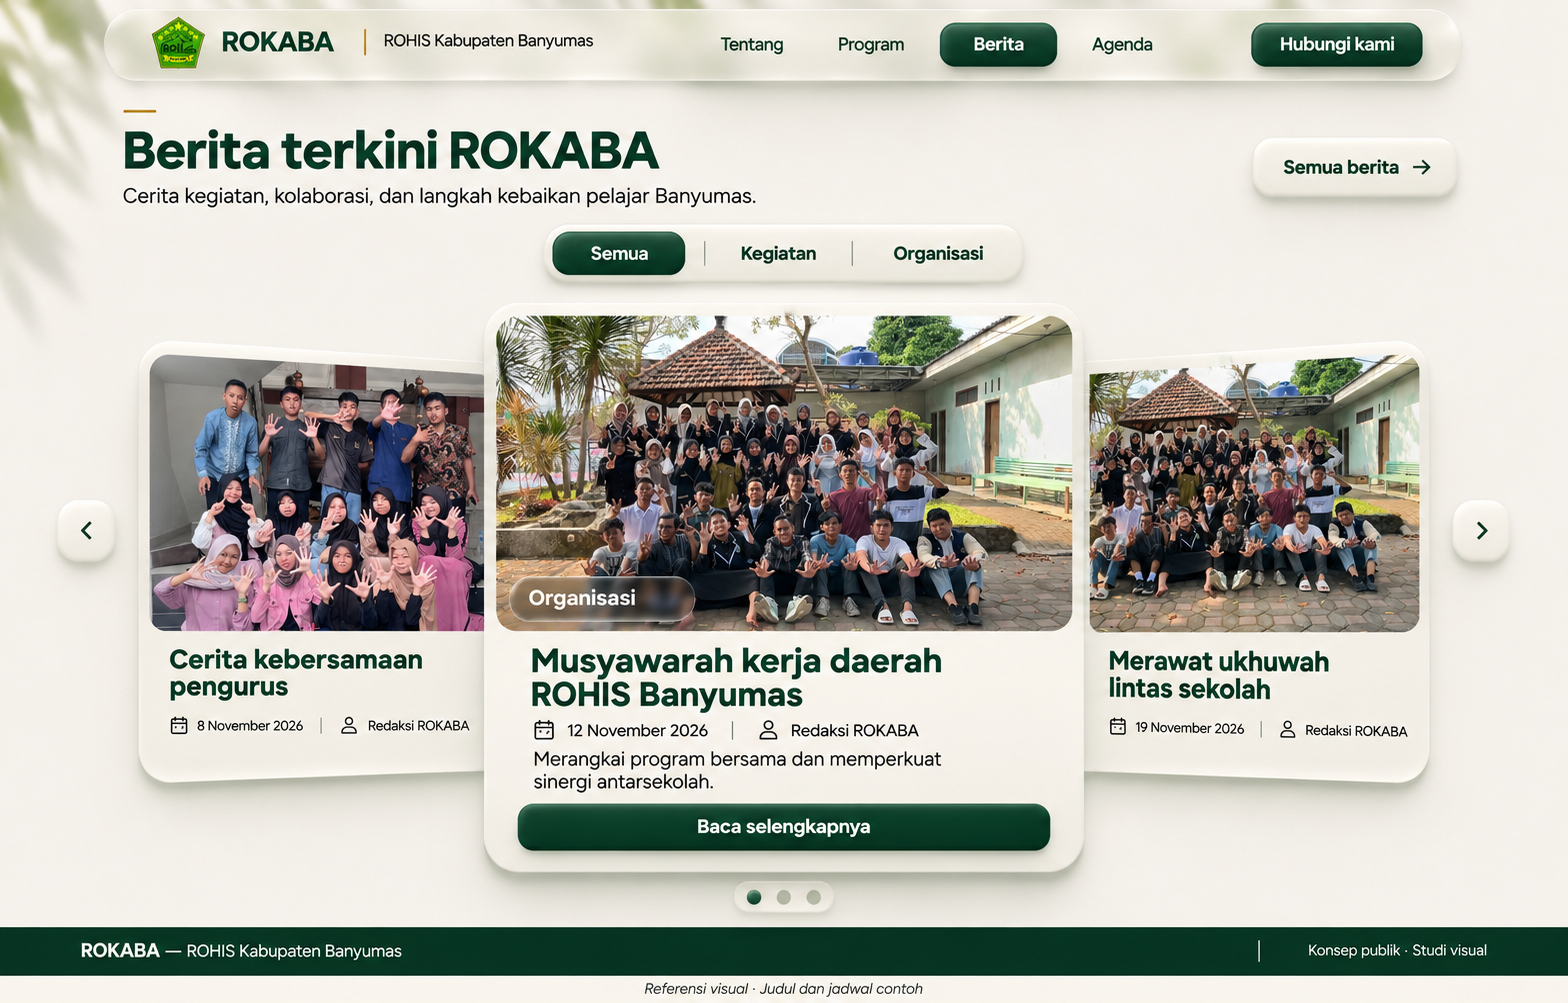 ROKABA
ROHIS Kabupaten Banyumas
Tentang
Program
Berita
Agenda
Hubungi kami
Berita terkini ROKABA
Cerita kegiatan, kolaborasi, dan langkah kebaikan pelajar Banyumas.
Semua berita
Semua
Kegiatan
Organisasi
Cerita kebersamaan
pengurus
8 November 2026
Redaksi ROKABA
Organisasi
Musyawarah kerja daerah
ROHIS Banyumas
12 November 2026
Redaksi ROKABA
Merangkai program bersama dan memperkuat
sinergi antarsekolah.
Baca selengkapnya
Merawat ukhuwah
lintas sekolah
19 November 2026
Redaksi ROKABA
ROKABA — ROHIS Kabupaten Banyumas
Konsep publik · Studi visual
Referensi visual · Judul dan jadwal contoh